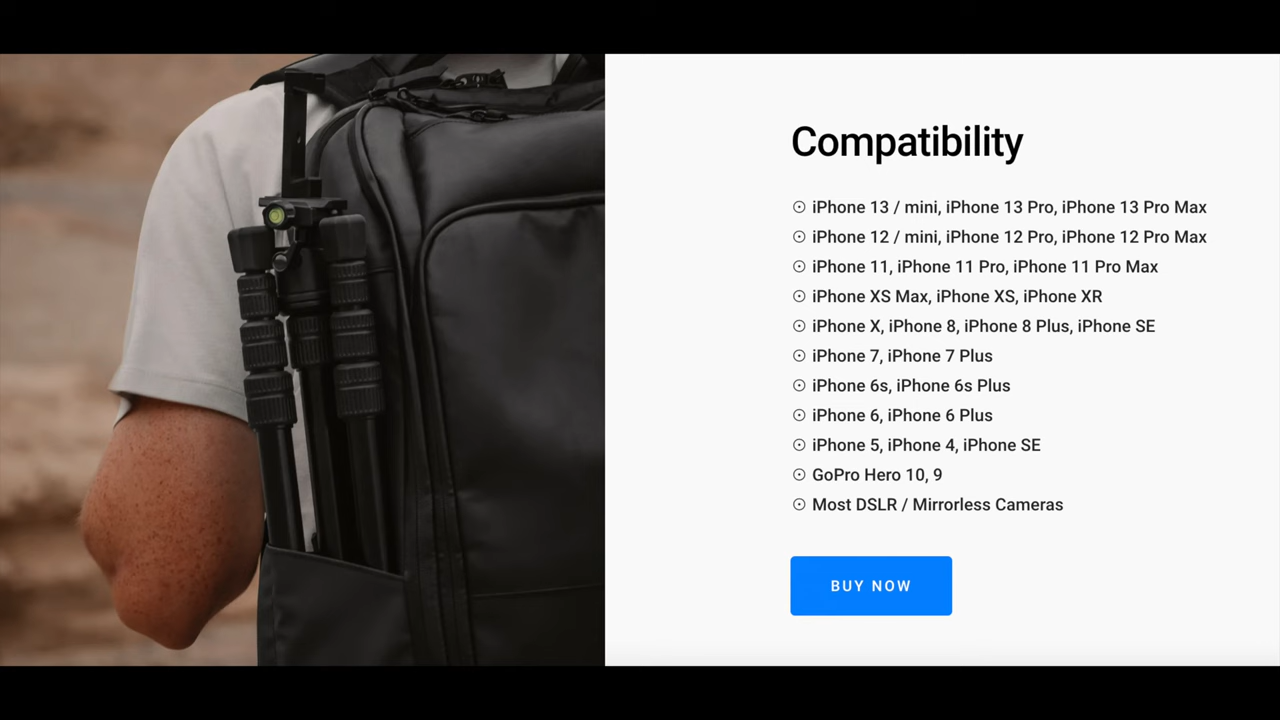 Compatibility
iPhone 13 / mini, iPhone 13 Pro, iPhone 13 Pro Max
iPhone 12 / mini, iPhone 12 Pro, iPhone 12 Pro Max
iPhone 11, iPhone 11 Pro, iPhone 11 Pro Max
iPhone XS Max, iPhone XS, iPhone XR
iPhone X, iPhone 8, iPhone 8 Plus, iPhone SE
iPhone 7, iPhone 7 Plus
iPhone 6s, iPhone 6s Plus
iPhone 6, iPhone 6 Plus
iPhone 5, iPhone 4, iPhone SE
GoPro Hero 10, 9
Most DSLR / Mirrorless Cameras
BUY NOW